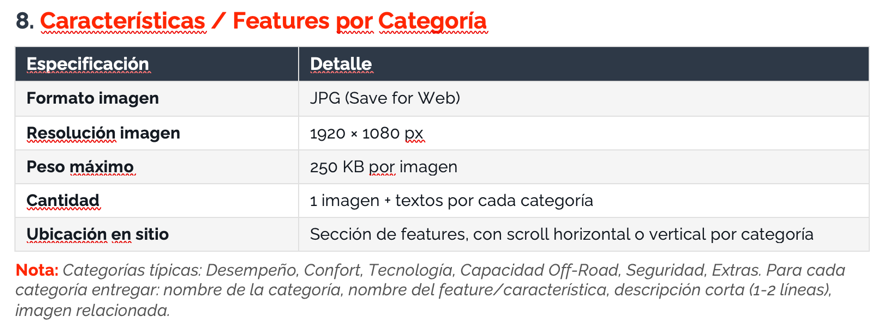 8. Características / Features por Categoría
Especificación Detalle
Formato imagen JPG (Save for Web)
Resolución imagen 1920 × 1080 px
Peso máximo 250 KB por imagen
Cantidad 1 imagen + textos por cada categoría
Ubicación en sitio Sección de features, con scroll horizontal o vertical por categoría
Nota: Categorías típicas: Desempeño, Confort, Tecnología, Capacidad Off-Road, Seguridad, Extras. Para cada
categoría entregar: nombre de la categoría, nombre del feature/característica, descripción corta (1-2 líneas),
imagen relacionada.